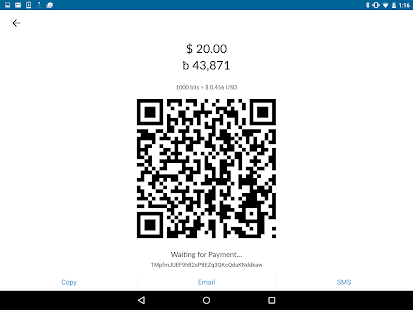 1:16
$ 20.00
ƀ 43,871
1000 bits = $ 0.456 USD
Waiting for Payment...
Copy
Email
SMS